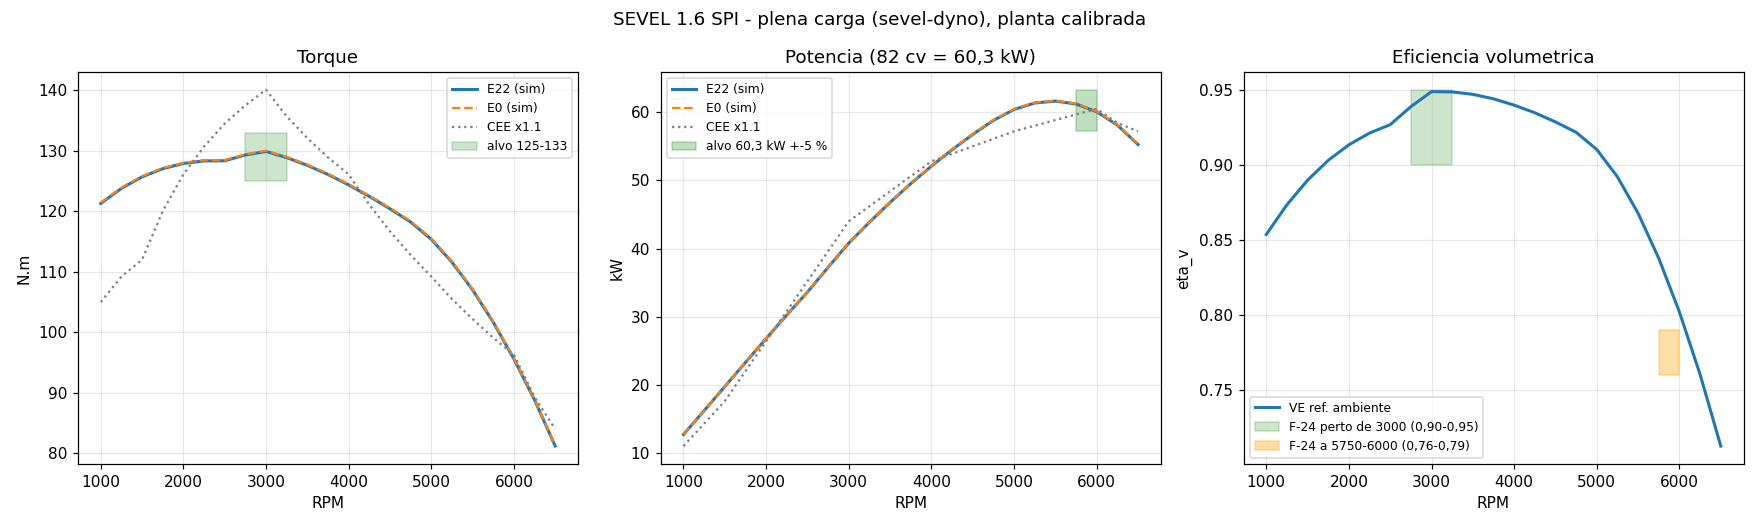 SEVEL 1.6 SPI - plena carga (sevel-dyno), planta calibrada
Torque
N.m
140
130
120
110
100
90
80
1000
2000
3000
4000
5000
6000
RPM
E22 (sim)
E0 (sim)
CEE x1.1
alvo 125-133
Potencia (82 cv = 60,3 kW)
kW
60
50
40
30
20
10
1000
2000
3000
4000
5000
6000
RPM
E22 (sim)
E0 (sim)
CEE x1.1
alvo 60,3 kW +-5 %
Eficiencia volumetrica
eta_v
0.95
0.90
0.85
0.80
0.75
1000
2000
3000
4000
5000
6000
RPM
VE ref. ambiente
F-24 perto de 3000 (0,90-0,95)
F-24 a 5750-6000 (0,76-0,79)